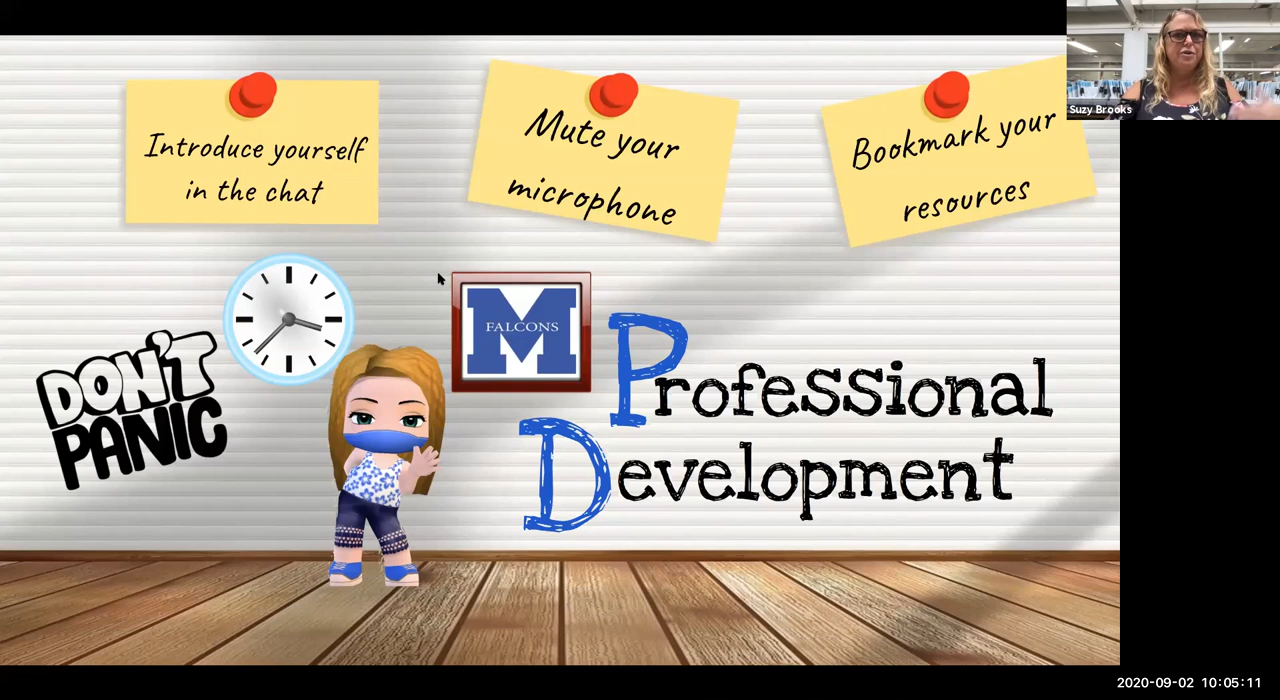 Introduce yourself
in the chat
Mute your
microphone
Bookmark your
resources
Suzy Brooks
DON'T
PANIC
M
FALCONS
Professional
Development
2020-09-02 10:05:11